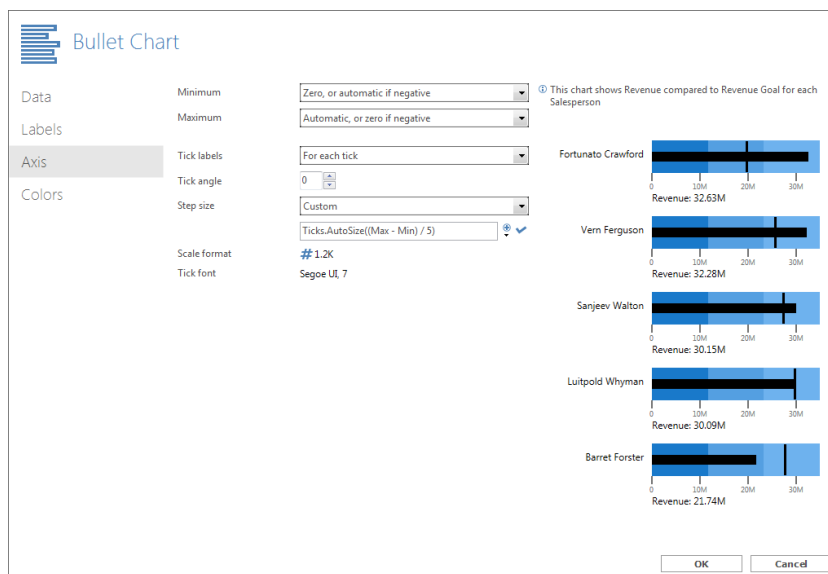 Bullet Chart
Data
Labels
Axis
Colors
Minimum
Zero, or automatic if negative
Maximum
Automatic, or zero if negative
Tick labels
For each tick
Tick angle
0
Step size
Custom
Ticks.AutoSize((Max - Min) / 5)
Scale format
#1.2K
Tick font
Segoe UI, 7
This chart shows Revenue compared to Revenue Goal for each
Salesperson
Fortunato Crawford
0 10M 20M 30M
Revenue: 32.63M
Vern Ferguson
0 10M 20M 30M
Revenue: 32.28M
Sanjeev Walton
0 10M 20M 30M
Revenue: 30.15M
Luitpold Whyman
0 10M 20M 30M
Revenue: 30.09M
Barret Forster
0 10M 20M 30M
Revenue: 21.74M
OK
Cancel